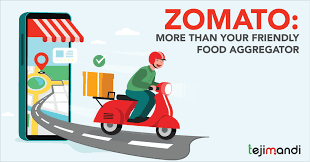 ZOMATO:
MORE THAN YOUR FRIENDLY
FOOD AGGREGATOR
tejimandi